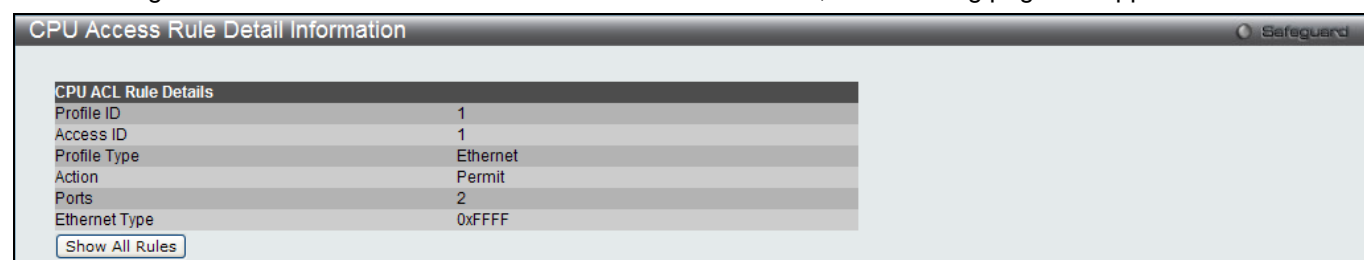 CPU Access Rule Detail Information
Safeguard
CPU ACL Rule Details
Profile ID 1
Access ID 1
Profile Type Ethernet
Action Permit
Ports 2
Ethernet Type 0xFFFF
Show All Rules